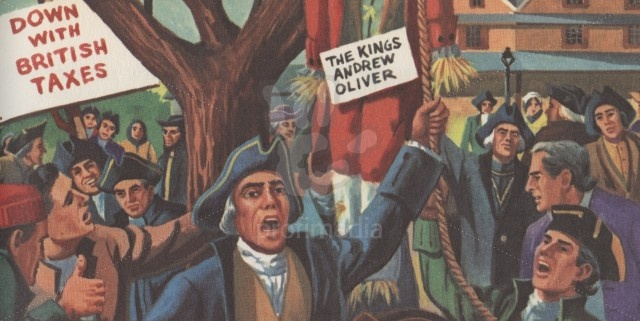 DOWN
WITH
BRITISH
TAXES
THE KINGS
ANDREW
OLIVER